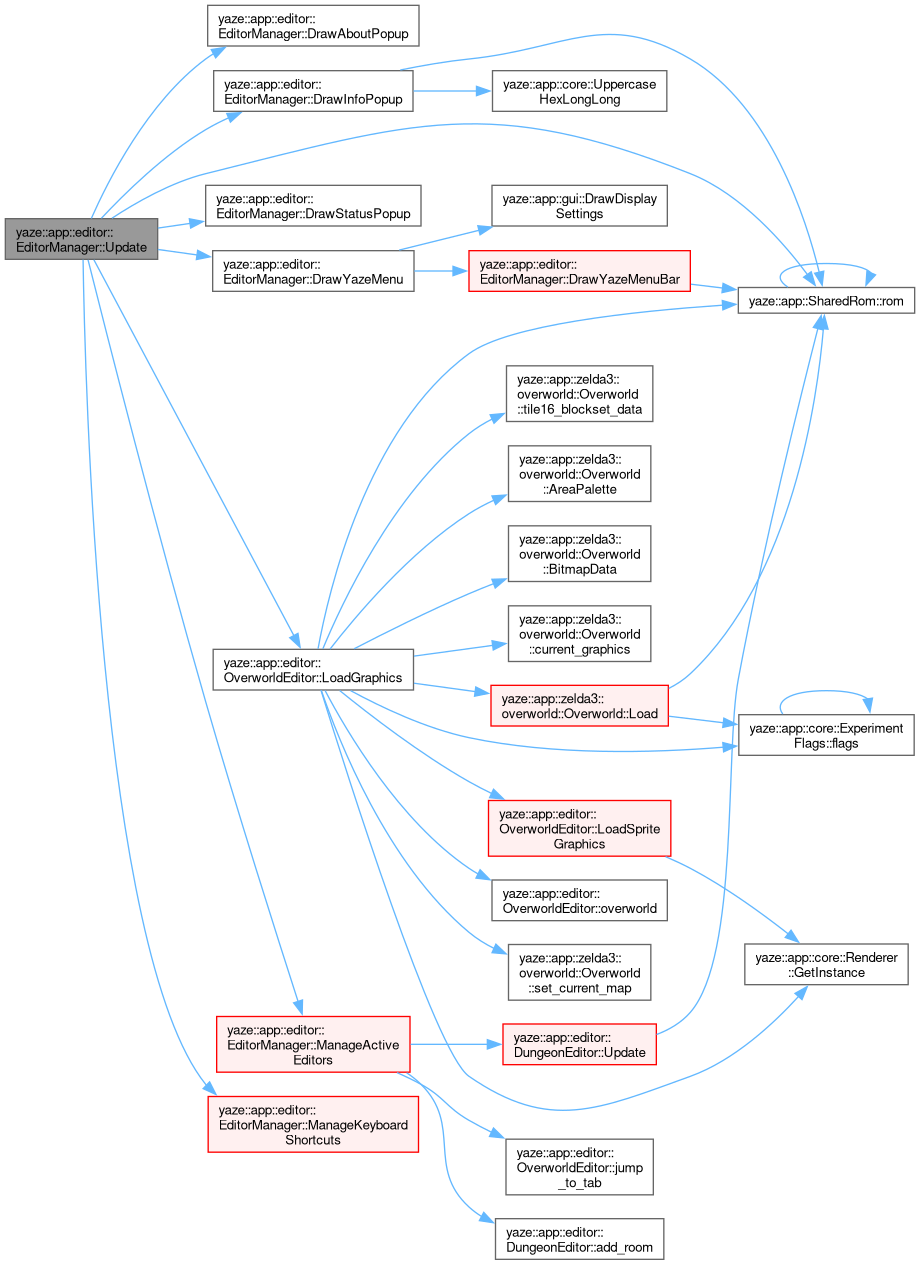 yaze::app::editor::
EditorManager::DrawAboutPopup
yaze::app::editor::
EditorManager::DrawInfoPopup
yaze::app::core::Uppercase
HexLongLong
yaze::app::editor::
EditorManager::DrawStatusPopup
yaze::app::gui::DrawDisplay
Settings
yaze::app::editor::
EditorManager::Update
yaze::app::editor::
EditorManager::DrawYazeMenu
yaze::app::editor::
EditorManager::DrawYazeMenuBar
yaze::app::SharedRom::rom
yaze::app::zelda3::
overworld::Overworld
::tile16_blockset_data
yaze::app::zelda3::
overworld::Overworld
::AreaPalette
yaze::app::zelda3::
overworld::Overworld
::BitmapData
yaze::app::zelda3::
overworld::Overworld
::current_graphics
yaze::app::editor::
OverworldEditor::LoadGraphics
yaze::app::zelda3::
overworld::Overworld::Load
yaze::app::core::Experiment
Flags::flags
yaze::app::editor::
OverworldEditor::LoadSprite
Graphics
yaze::app::editor::
OverworldEditor::overworld
yaze::app::zelda3::
overworld::Overworld
::set_current_map
yaze::app::core::Renderer
::GetInstance
yaze::app::editor::
EditorManager::ManageActive
Editors
yaze::app::editor::
DungeonEditor::Update
yaze::app::editor::
EditorManager::ManageKeyboard
Shortcuts
yaze::app::editor::
OverworldEditor::jump
_to_tab
yaze::app::editor::
DungeonEditor::add_room